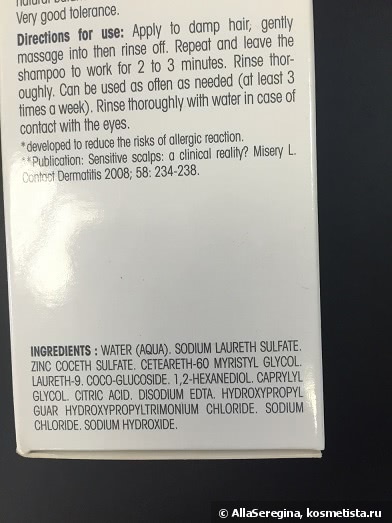 Very good tolerance.
Directions for use: Apply to damp hair, gently
massage into then rinse off. Repeat and leave the
shampoo to work for 2 to 3 minutes. Rinse thor-
oughly. Can be used as often as needed (at least 3
times a week). Rinse thoroughly with water in case of
contact with the eyes.
*developed to reduce the risks of allergic reaction.
**Publication: Sensitive scalps: a clinical reality? Misery L.
Contact Dermatitis 2008; 58: 234-238.
INGREDIENTS : WATER (AQUA). SODIUM LAURETH SULFATE.
ZINC COCETH SULFATE. CETEARETH-60 MYRISTYL GLYCOL.
LAURETH-9. COCO-GLUCOSIDE. 1,2-HEXANEDIOL. CAPRYLYL
GLYCOL. CITRIC ACID. DISODIUM EDTA. HYDROXYPROPYL
GUAR HYDROXYPROPYLTRIMONIUM CHLORIDE. SODIUM
CHLORIDE. SODIUM HYDROXIDE.
© AllaSeregina, kosmetista.ru